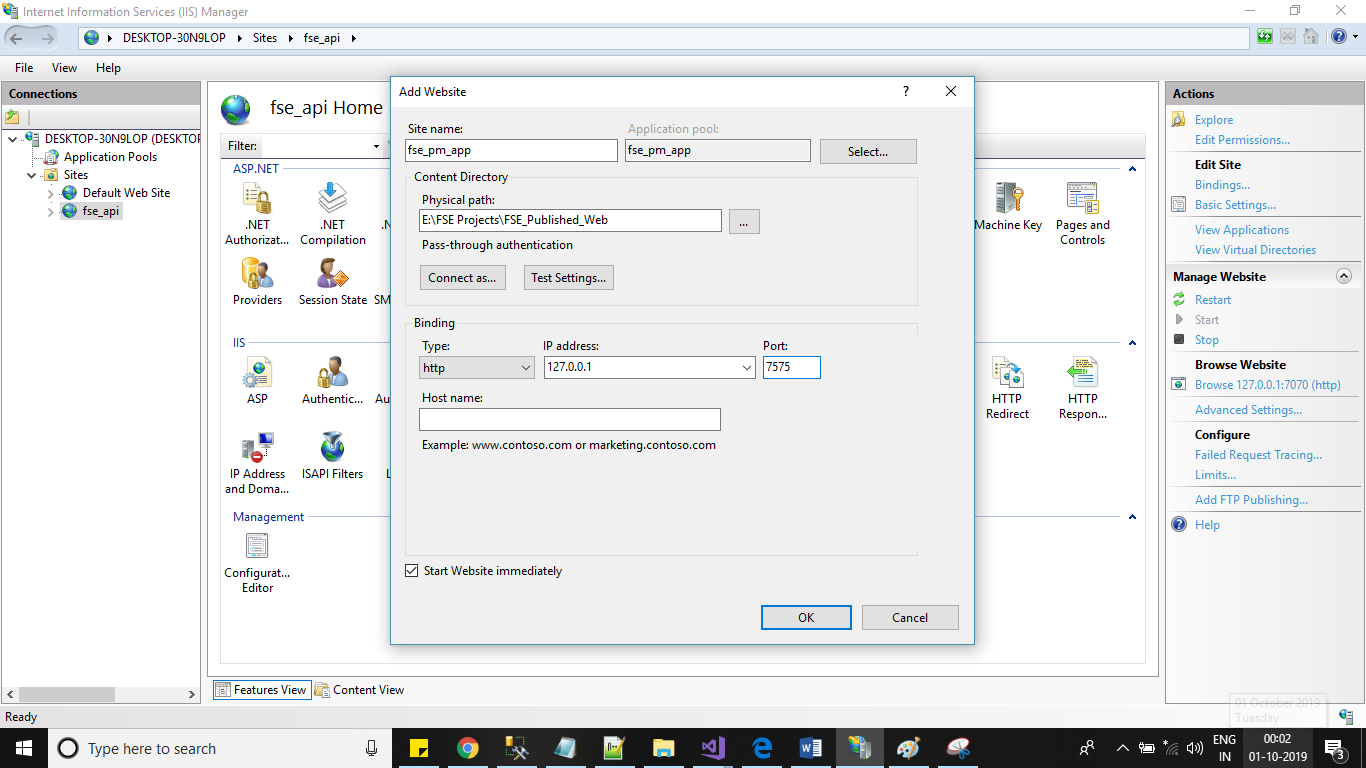 Internet Information Services (IIS) Manager
DESKTOP-30N9LOP
Sites
fse_api
File View Help
Connections
DESKTOP-30N9LOP (DESKTOP
Application Pools
Sites
Default Web Site
fse_api
fse_api Home
Filter:
ASP.NET
.NET Authorizat...
.NET Compilation
.N
Machine Key
Pages and Controls
Providers
Session State
SM
IIS
ASP
Authentic...
Au
HTTP Redirect
HTTP Respon...
IP Address and Doma...
ISAPI Filters
L
Management
Configurat... Editor
Features View
Content View
Add Website
?
Site name:
Application pool:
fse_pm_app
fse_pm_app
Select...
Content Directory
Physical path:
E:\FSE Projects\FSE_Published_Web
...
Pass-through authentication
Connect as...
Test Settings...
Binding
Type:
IP address:
Port:
http
127.0.0.1
7575
Host name:
Example: www.contoso.com or marketing.contoso.com
Start Website immediately
OK
Cancel
Actions
Explore
Edit Permissions...
Edit Site
Bindings...
Basic Settings...
View Applications
View Virtual Directories
Manage Website
Restart
Start
Stop
Browse Website
Browse 127.0.0.1:7070 (http)
Advanced Settings...
Configure
Failed Request Tracing...
Limits...
Add FTP Publishing...
Help
Ready
01 October 2019
Tuesday
Type here to search
ENG
IN
00:02
01-10-2019
3